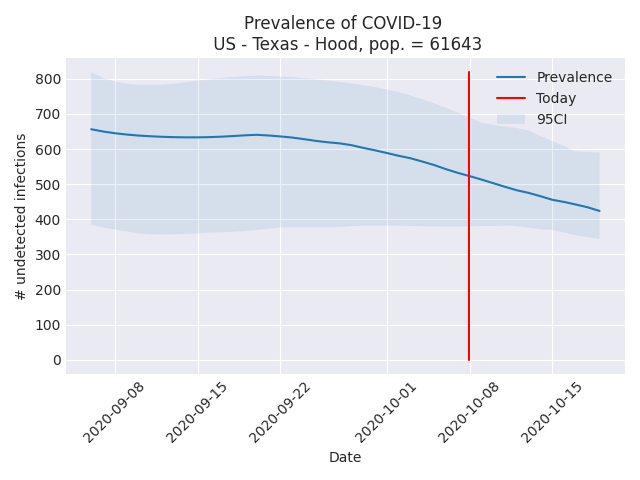 Prevalence of COVID-19
US - Texas - Hood, pop. = 61643
# undetected infections
800
700
600
500
400
300
200
100
0
Prevalence
Today
95CI
2020-09-08
2020-09-15
2020-09-22
2020-10-01
2020-10-08
2020-10-15
Date